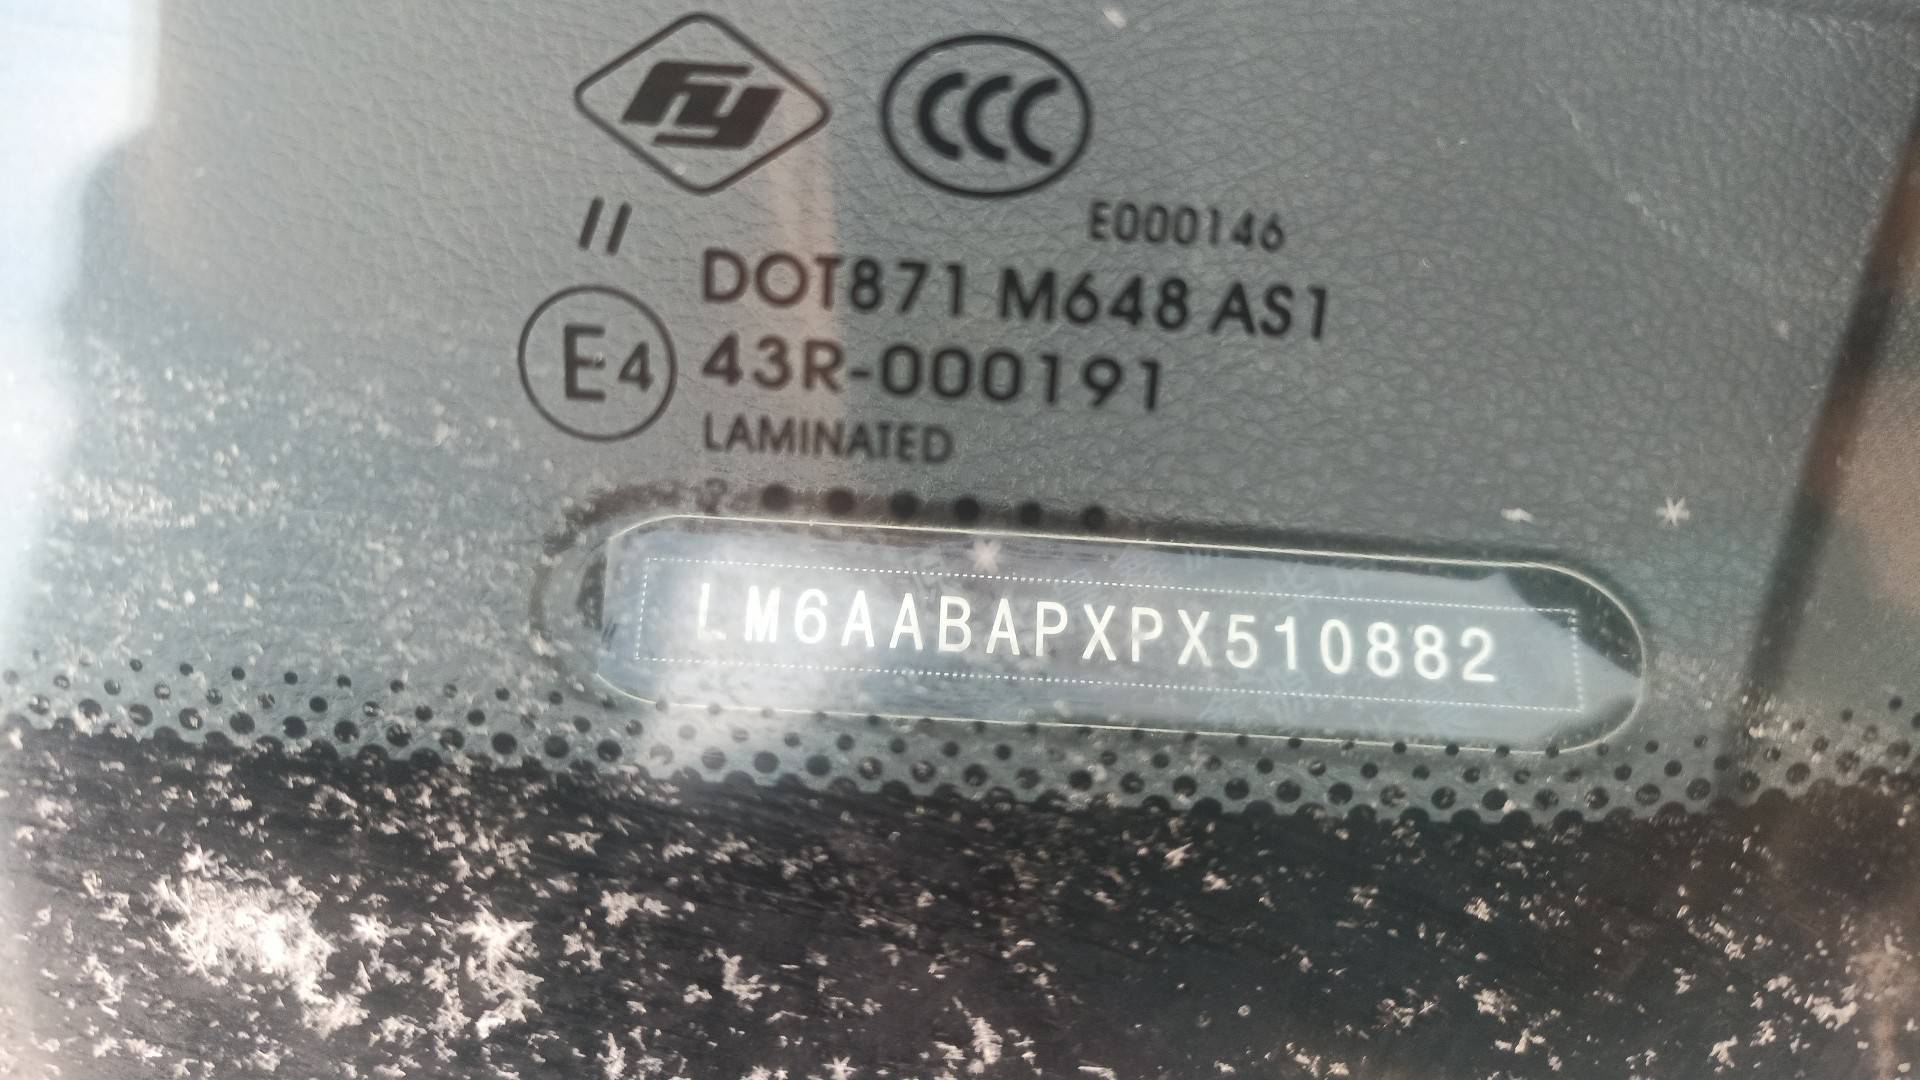 fy
CCC
E000146
//
DOT871 M648 AS1
E4 43R-000191
LAMINATED
LM6AABAPXPX510882